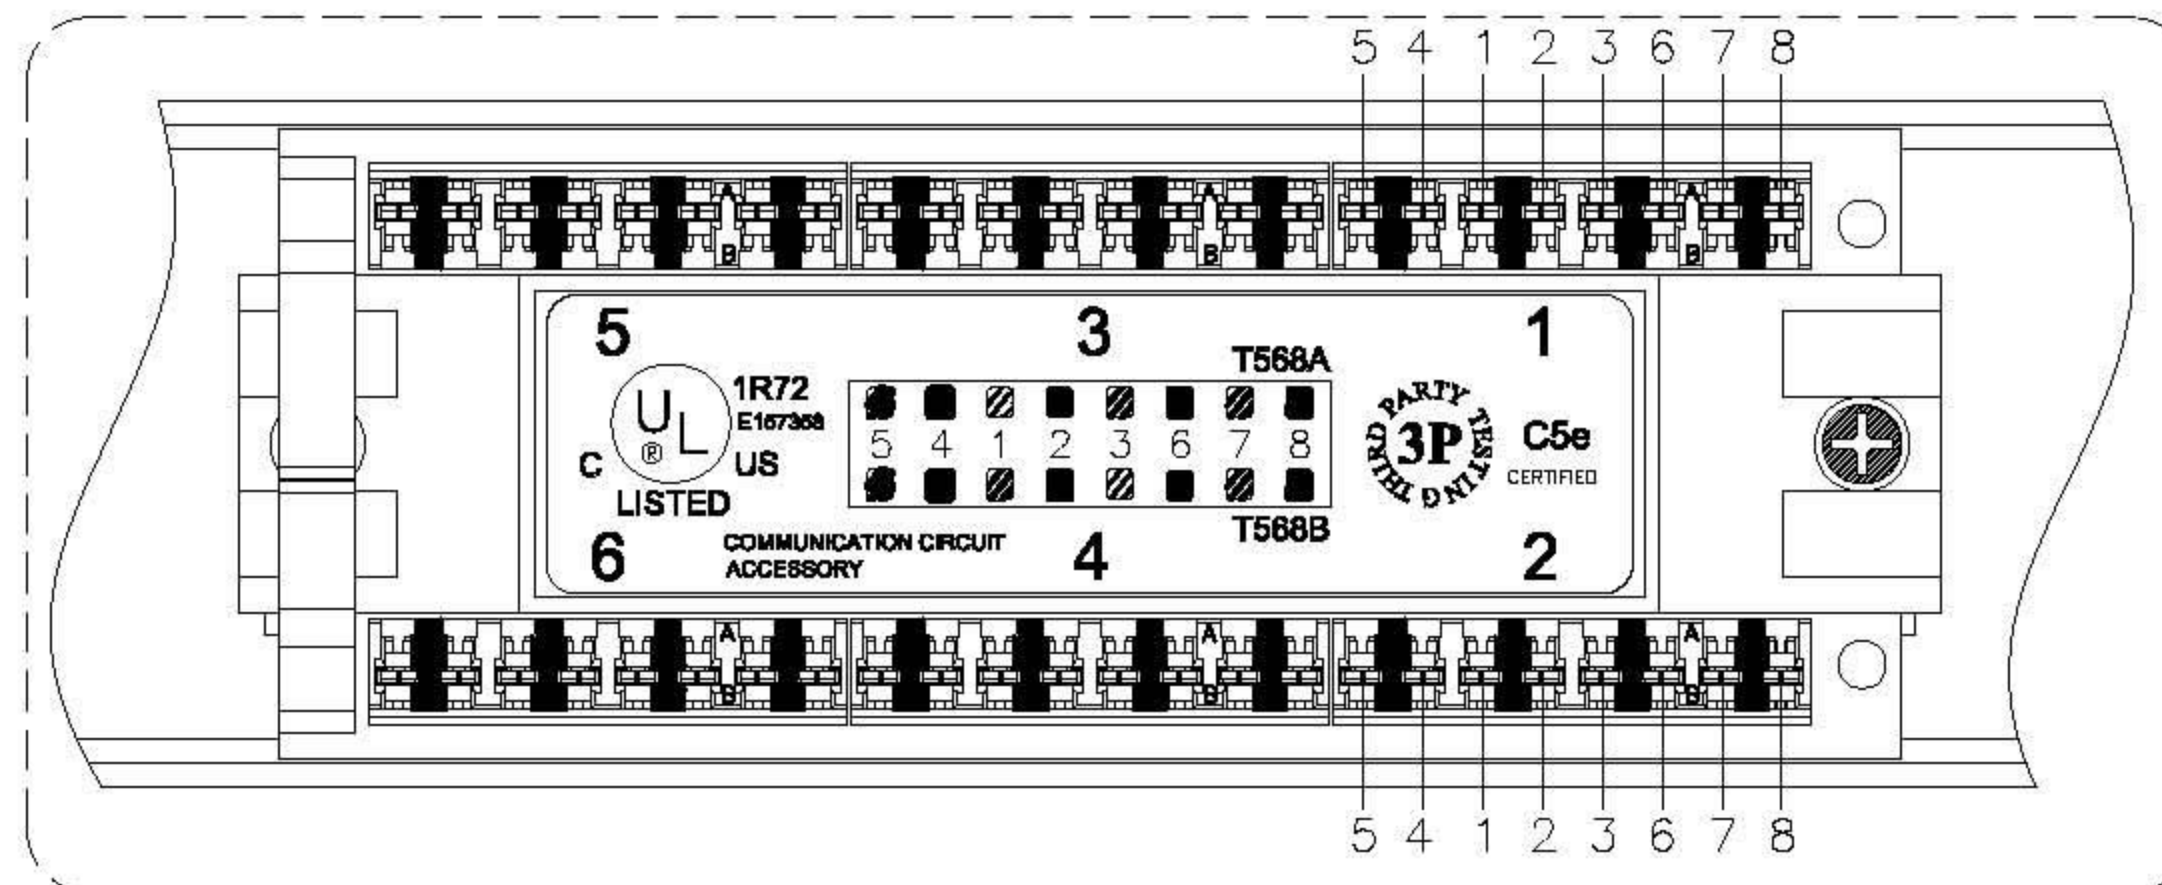 5 4 1 2 3 6 7 8
A A A
B B B
5 3 1
T568A
1R72
E157358
UL
®
C US
LISTED
5 4 1 2 3 6 7 8
THIRD PARTY TESTING
3P
C5e
CERTIFIED
T568B
COMMUNICATION CIRCUIT
ACCESSORY
6 4 2
A A A
B B B
5 4 1 2 3 6 7 8